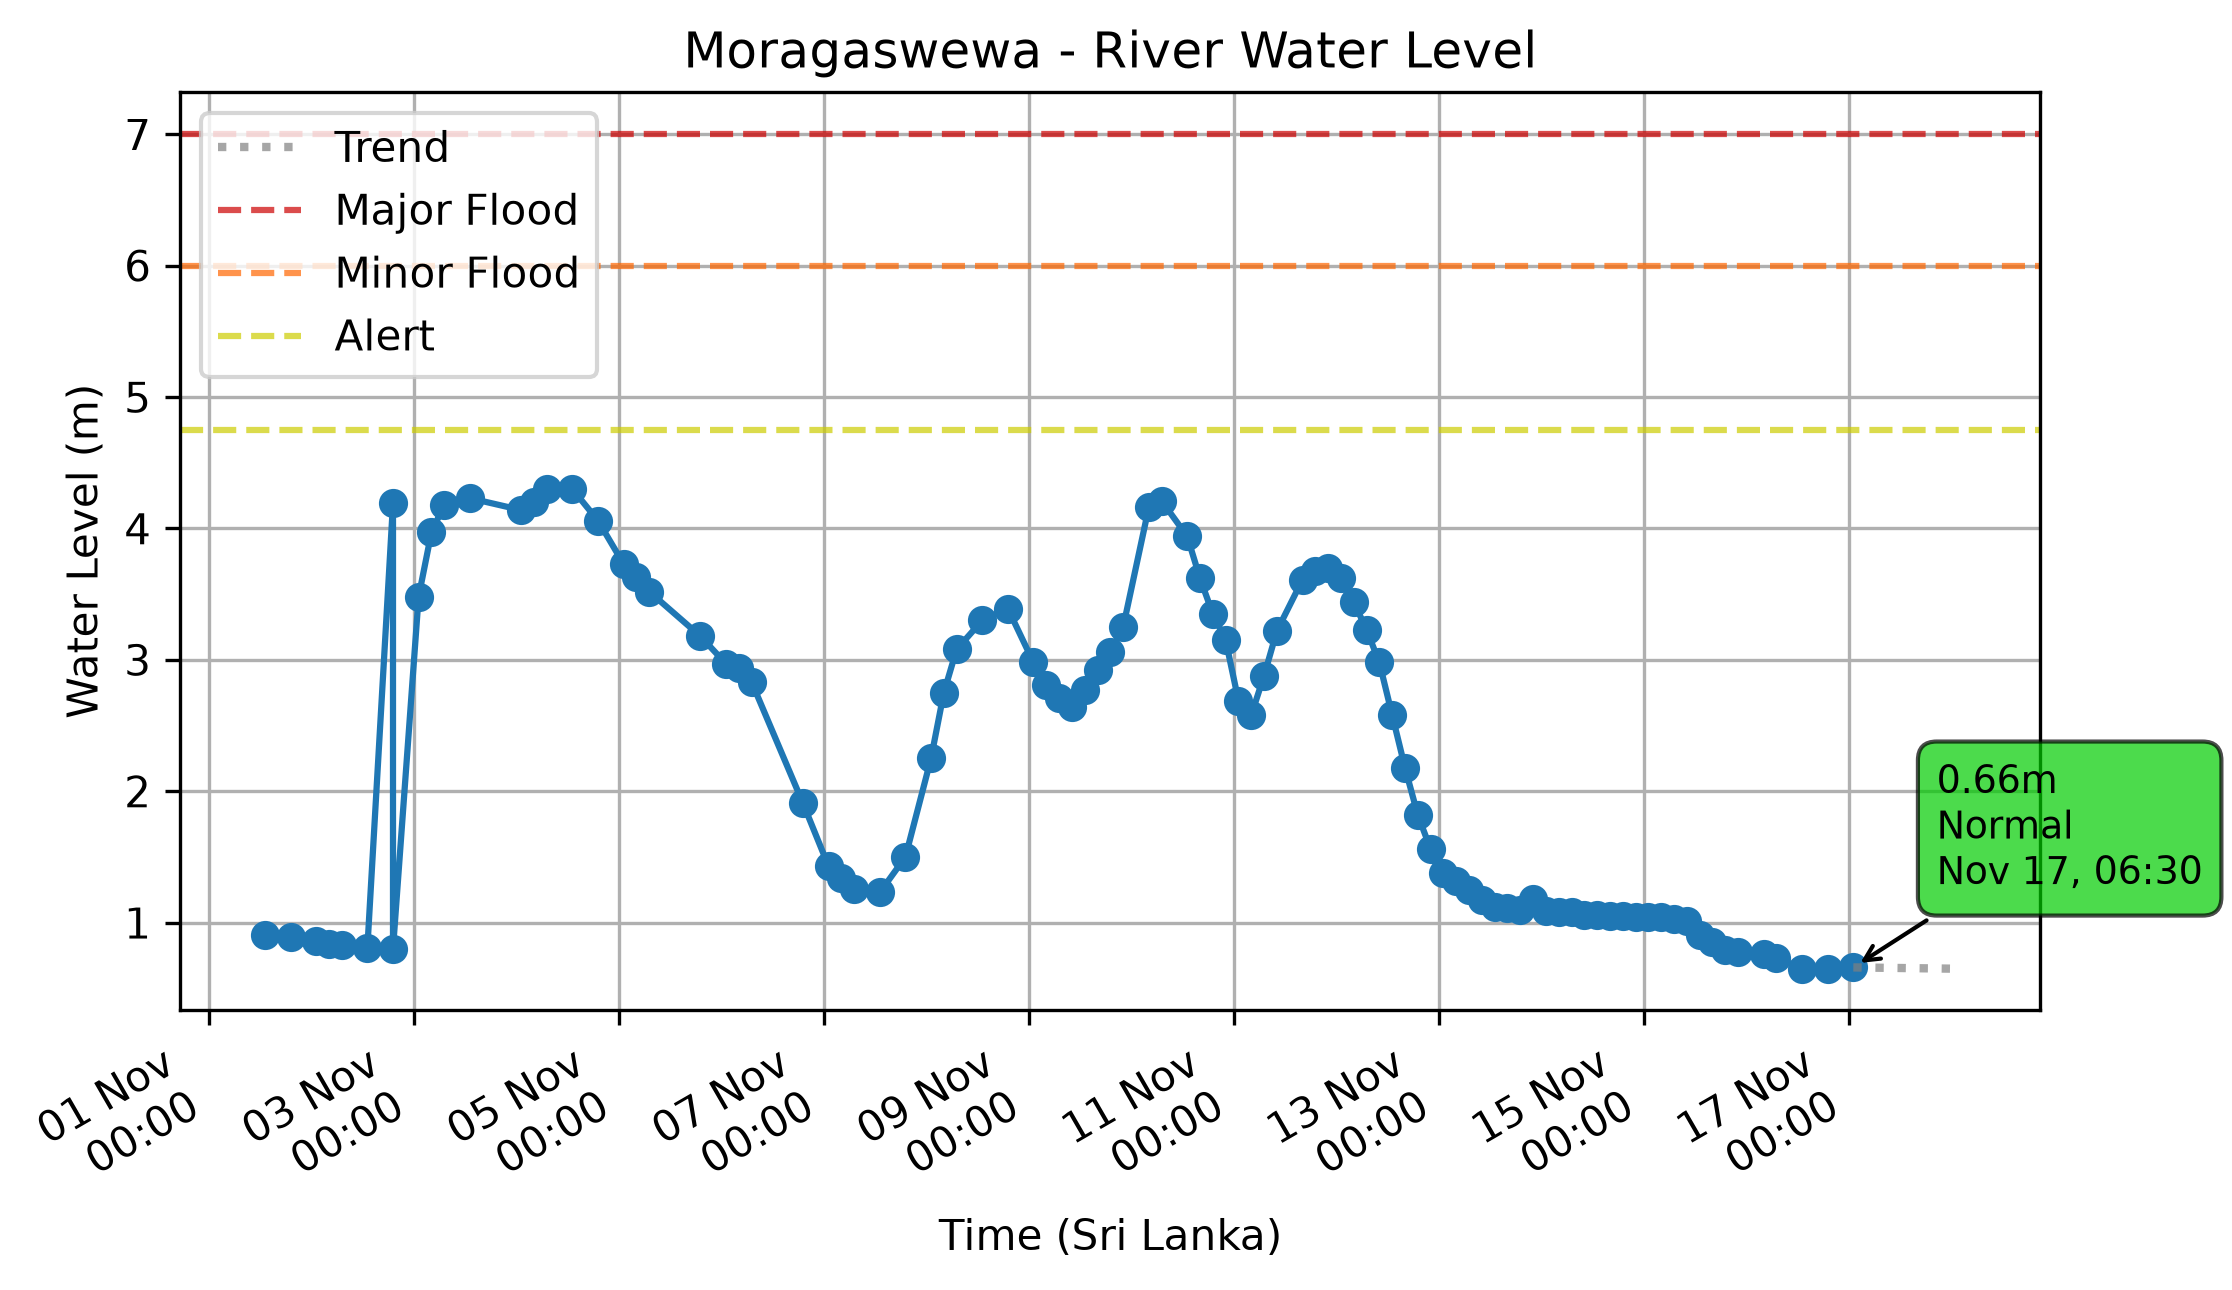 Moragaswewa - River Water Level
Trend
Major Flood
Minor Flood
Alert
Water Level (m)
7
6
5
4
3
2
1
0.66m
Normal
Nov 17, 06:30
01 Nov
00:00
03 Nov
00:00
05 Nov
00:00
07 Nov
00:00
09 Nov
00:00
11 Nov
00:00
13 Nov
00:00
15 Nov
00:00
17 Nov
00:00
Time (Sri Lanka)